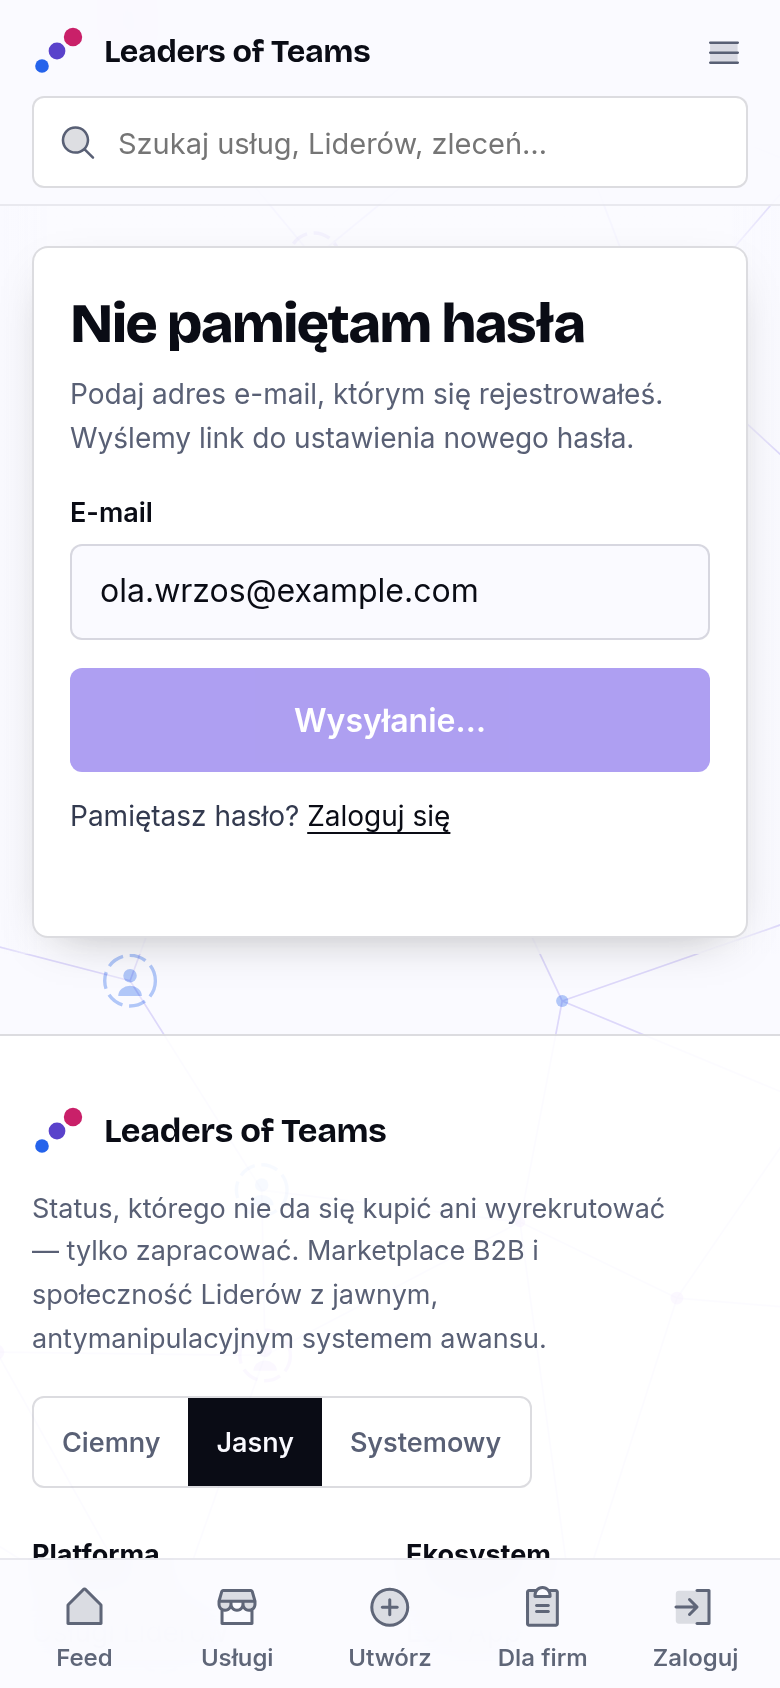 Leaders of Teams
Szukaj usług, Liderów, zleceń...
Nie pamiętam hasła
Podaj adres e-mail, którym się rejestrowałeś.
Wyślemy link do ustawienia nowego hasła.
E-mail
ola.wrzos@example.com
Wysyłanie...
Pamiętasz hasło? Zaloguj się
Leaders of Teams
Status, którego nie da się kupić ani wyrekrutować
— tylko zapracować. Marketplace B2B i
społeczność Liderów z jawnym,
antymanipulacyjnym systemem awansu.
Ciemny Jasny Systemowy
Platforma Ekosystem
Feed Usługi Utwórz Dla firm Zaloguj